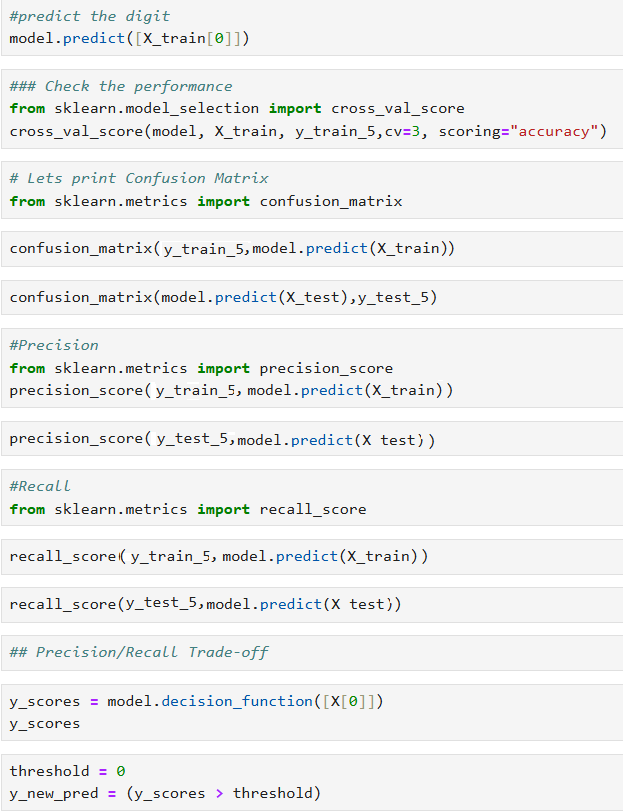 #predict the digit
model.predict([X_train[0]])
### Check the performance
from sklearn.model_selection import cross_val_score
cross_val_score(model, X_train, y_train_5,cv=3, scoring="accuracy")
# Lets print Confusion Matrix
from sklearn.metrics import confusion_matrix
confusion_matrix(y_train_5,model.predict(X_train))
confusion_matrix(model.predict(X_test),y_test_5)
#Precision
from sklearn.metrics import precision_score
precision_score( y_train_5, model.predict(X_train))
precision_score( y_test_5,model.predict(X test))
#Recall
from sklearn.metrics import recall_score
recall_score( y_train_5, model.predict(X_train))
recall_score(y_test_5,model.predict(X test))
## Precision/Recall Trade-off
y_scores = model.decision_function([X[0]])
y_scores
threshold = 0
y_new_pred = (y_scores > threshold)